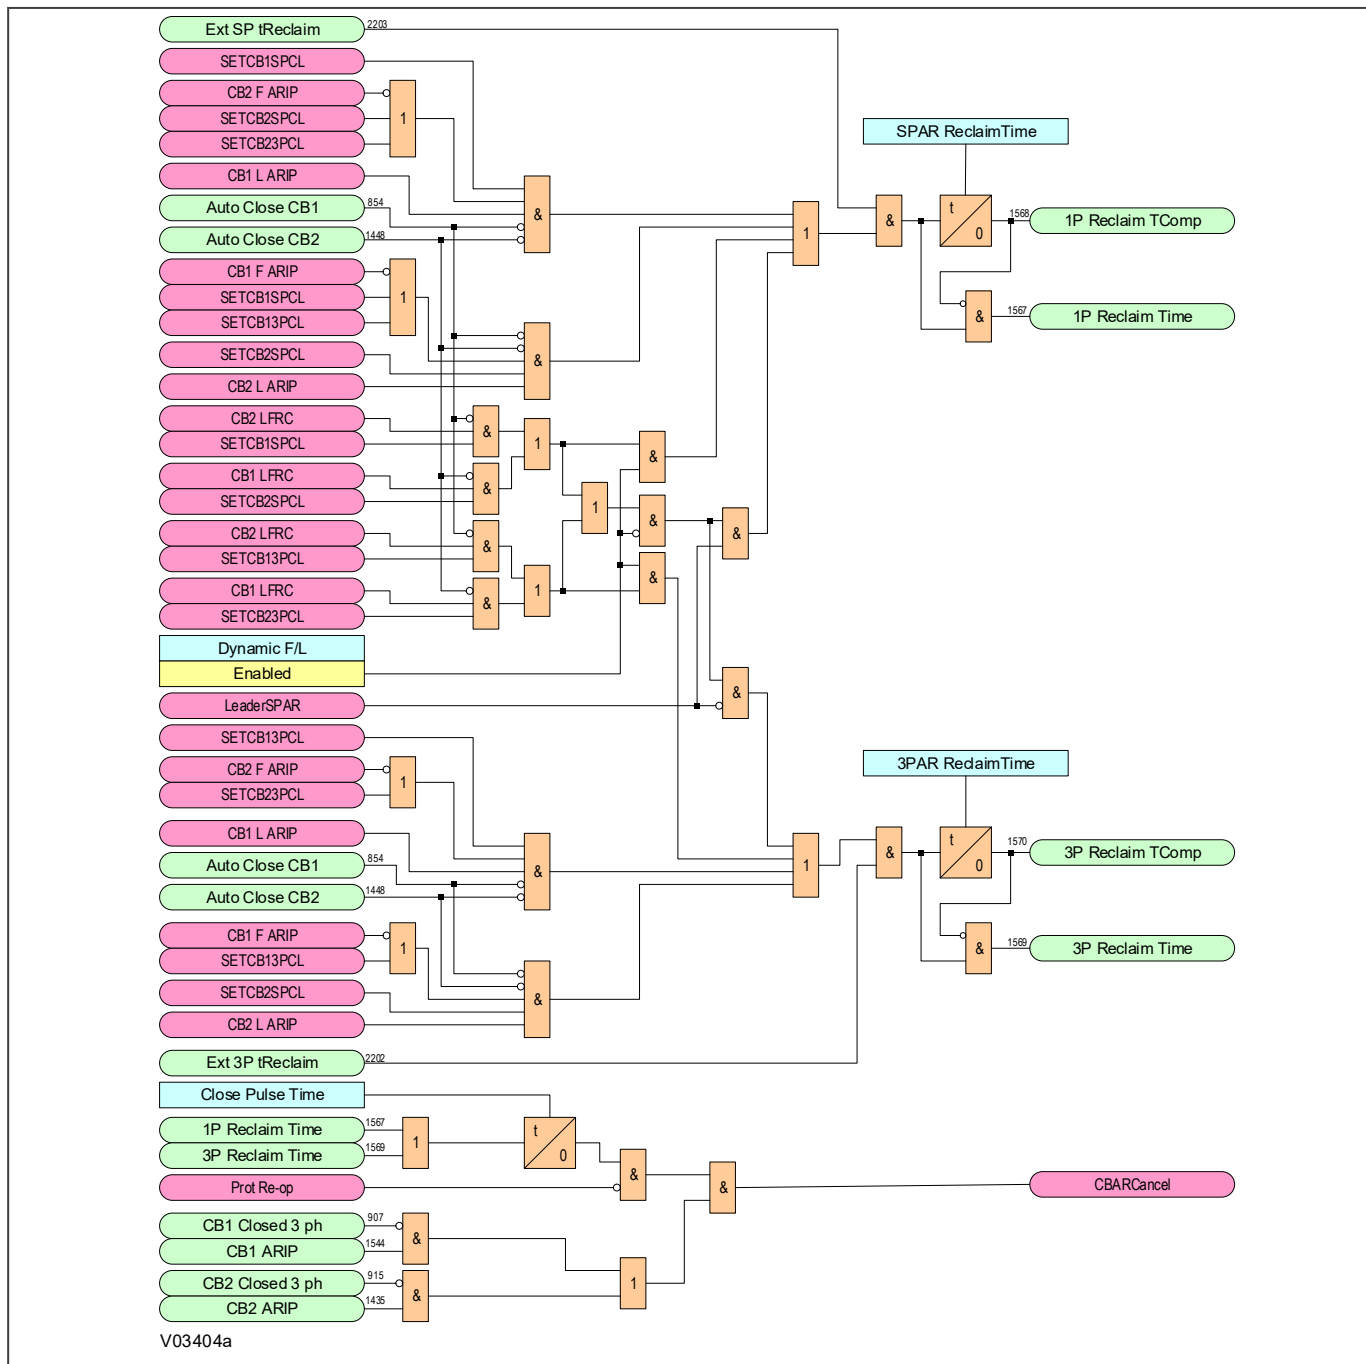 Ext SP tReclaim
2203
SETCB1SPCL
CB2 F ARIP
SETCB2SPCL
1
SETCB23PCL
SPAR ReclaimTime
CB1 L ARIP
Auto Close CB1
854
&
&
t
0
1568
1P Reclaim TComp
Auto Close CB2
1448
1
CB1 F ARIP
SETCB1SPCL
1
SETCB13PCL
&
1567
1P Reclaim Time
SETCB2SPCL
&
CB2 L ARIP
CB2 LFRC
&
SETCB1SPCL
1
&
CB1 LFRC
&
SETCB2SPCL
1
&
&
CB2 LFRC
&
SETCB13PCL
&
CB1 LFRC
&
1
SETCB23PCL
Dynamic F/L
Enabled
&
LeaderSPAR
SETCB13PCL
CB2 F ARIP
1
SETCB23PCL
3PAR ReclaimTime
CB1 L ARIP
Auto Close CB1
854
&
1
&
t
0
1570
3P Reclaim TComp
Auto Close CB2
1448
CB1 F ARIP
1
SETCB13PCL
&
1569
3P Reclaim Time
SETCB2SPCL
&
CB2 L ARIP
Ext 3P tReclaim
2202
Close Pulse Time
1P Reclaim Time
1567
1
t
0
3P Reclaim Time
1569
Prot Re-op
&
&
CBARCancel
CB1 Closed 3 ph
907
&
CB1 ARIP
1544
CB2 Closed 3 ph
915
&
1
CB2 ARIP
1435
V03404a